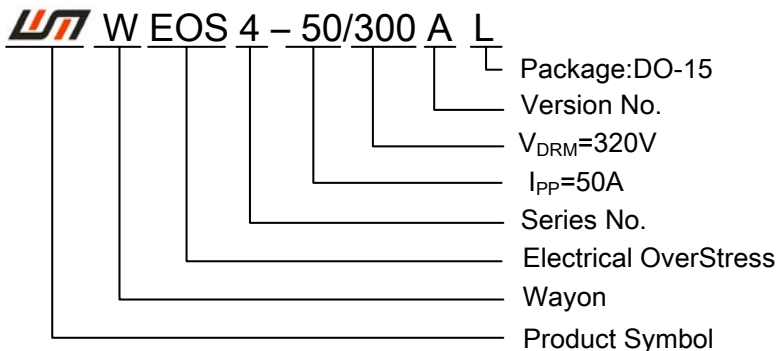 W EOS 4 – 50/300 A L
Package:DO-15
Version No.
VDRM=320V
IPP=50A
Series No.
Electrical OverStress
Wayon
Product Symbol